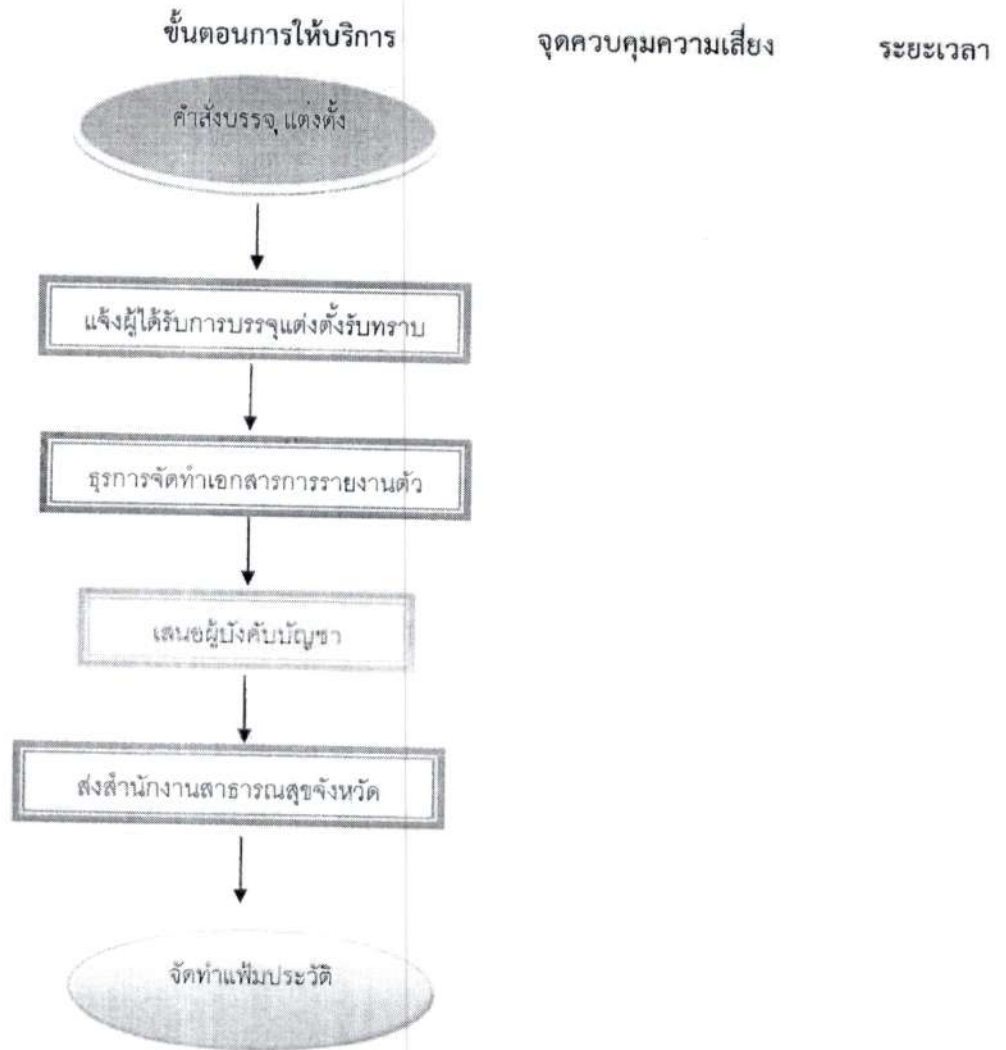 ขั้นตอนการให้บริการ จุดควบคุมความเสี่ยง ระยะเวลา
คำสั่งบรรจุ แต่งตั้ง
แจ้งผู้ได้รับการบรรจุแต่งตั้งรับทราบ
ธุรการจัดทำเอกสารการรายงานตัว
เสนอผู้บังคับบัญชา
ส่งสำนักงานสาธารณสุขจังหวัด
จัดทำแฟ้มประวัติ